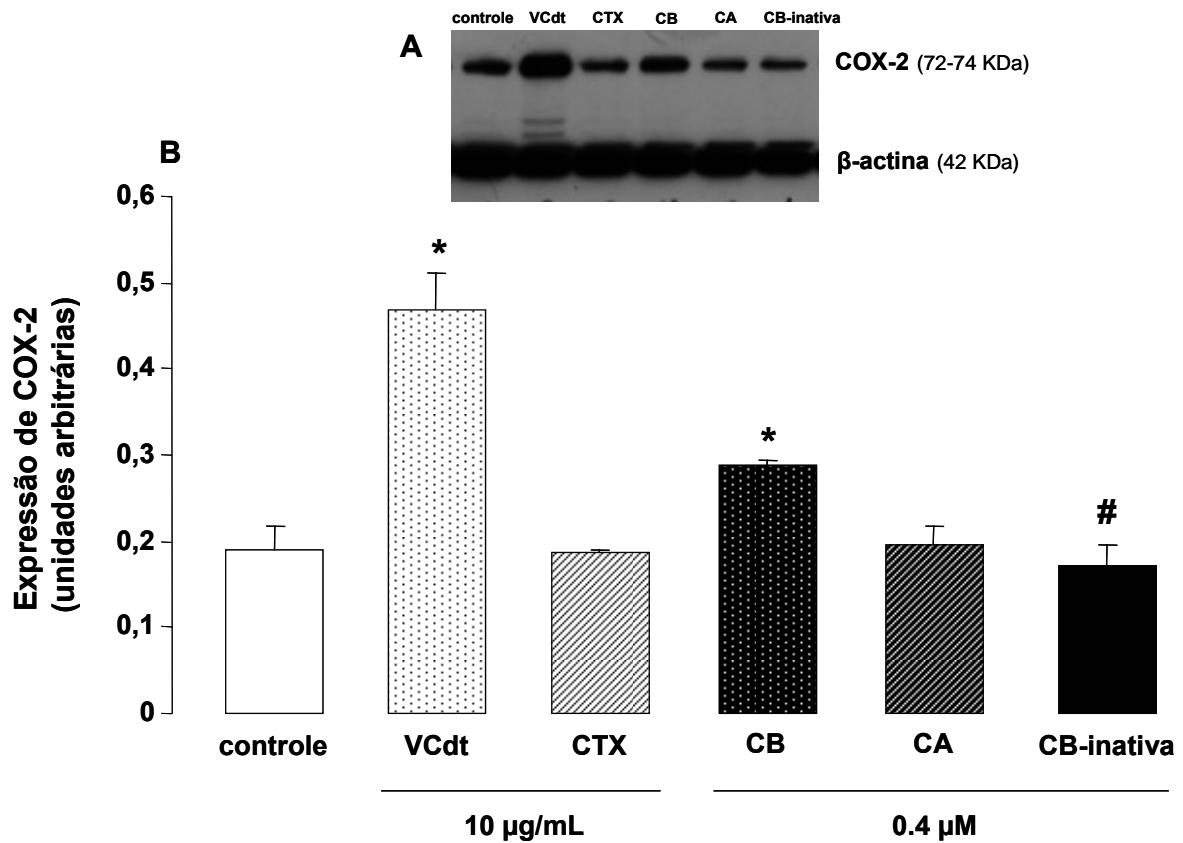 controle VCdt CTX CB CA CB-inativa
A
COX-2 (72-74 KDa)
β-actina (42 KDa)
B
Expressão de COX-2
(unidades arbitrárias)
0,6
0,5
0,4
0,3
0,2
0,1
0
*
*
#
controle VCdt CTX CB CA CB-inativa
10 µg/mL 0.4 µM